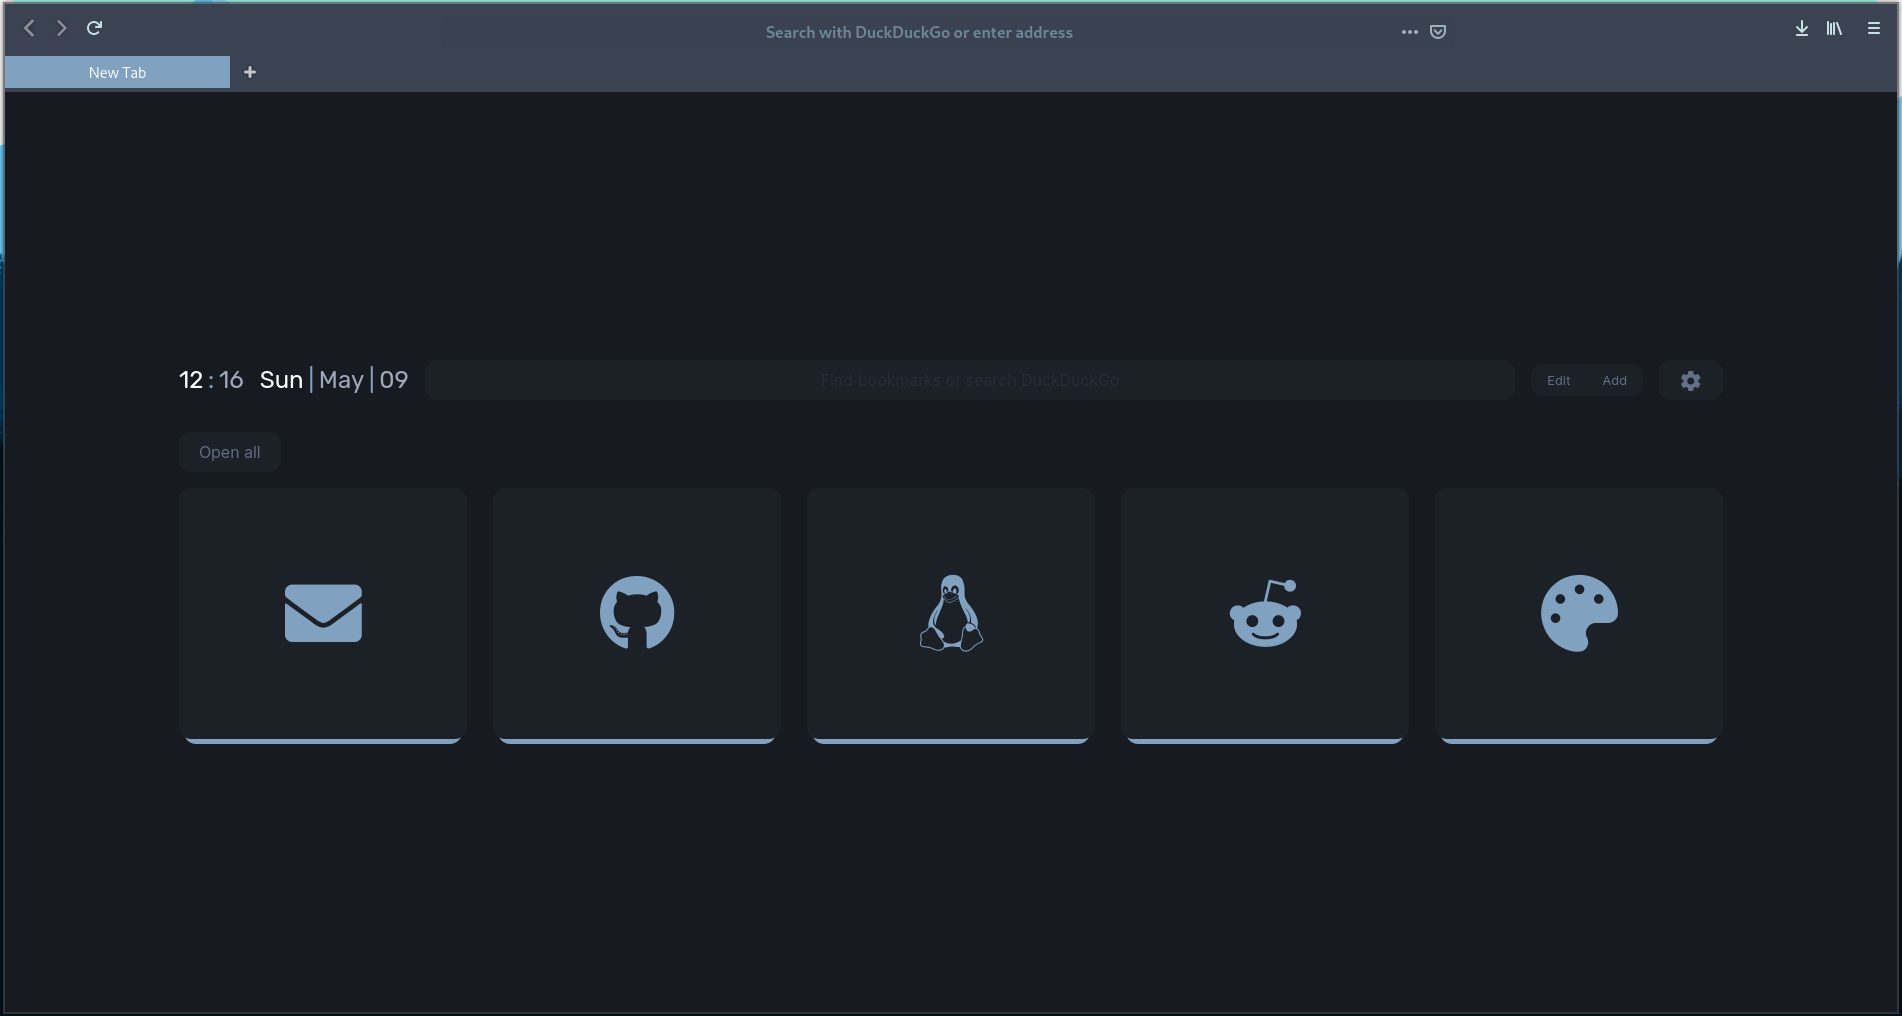 Search with DuckDuckGo or enter address
New Tab
12:16 Sun|May|09
Find bookmarks or search DuckDuckGo
Edit
Add
Open all